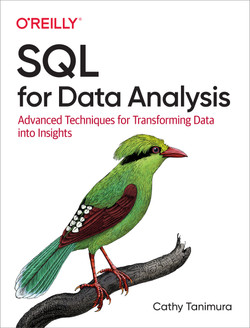 O'REILLY®
SQL
for Data Analysis
Advanced Techniques for Transforming Data
into Insights
Cathy Tanimura